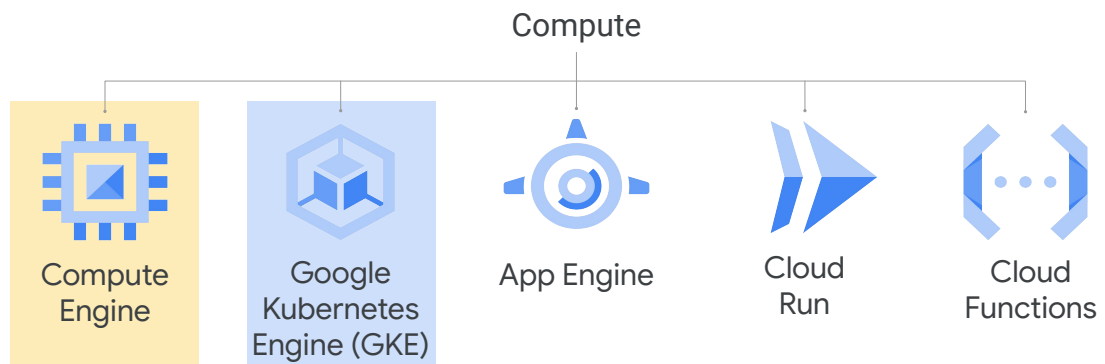 Compute
Compute
Engine
Google
Kubernetes
Engine (GKE)
App Engine
Cloud
Run
Cloud
Functions